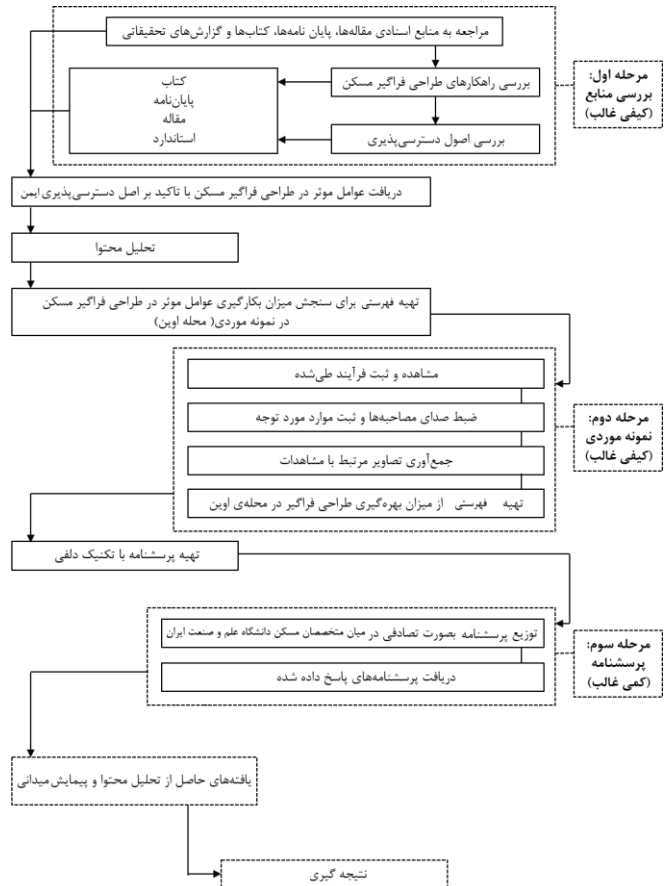 مراجعه به منابع اسنادی مقاله‌ها، پایان نامه‌ها، کتاب‌ها و گزارش‌های تحقیقاتی
مرحله اول:
بررسی منابع
(کیفی غالب)
بررسی راهکارهای طراحی فراگیر مسکن
بررسی اصول دسترسی‌پذیری
کتاب
پایان‌نامه
مقاله
استاندارد
دریافت عوامل موثر در طراحی فراگیر مسکن با تاکید بر اصل دسترسی‌پذیری ایمن
تحلیل محتوا
تهیه فهرستی برای سنجش میزان بکارگیری عوامل موثر در طراحی فراگیر مسکن
در نمونه موردی( محله اوین)
مرحله دوم:
نمونه موردی
(کیفی غالب)
مشاهده و ثبت فرآیند طی‌شده
ضبط صدای مصاحبه‌ها و ثبت موارد مورد توجه
جمع‌آوری تصاویر مرتبط با مشاهدات
تهیه فهرستی از میزان بهره‌گیری طراحی فراگیر در محله‌ی اوین
تهیه پرسشنامه با تکنیک دلفی
مرحله سوم:
پرسشنامه
(کمی غالب)
توزیع پرسشنامه بصورت تصادفی در میان متخصصان مسکن دانشگاه علم و صنعت ایران
دریافت پرسشنامه‌های پاسخ داده شده
یافته‌های حاصل از تحلیل محتوا و پیمایش میدانی
نتیجه گیری